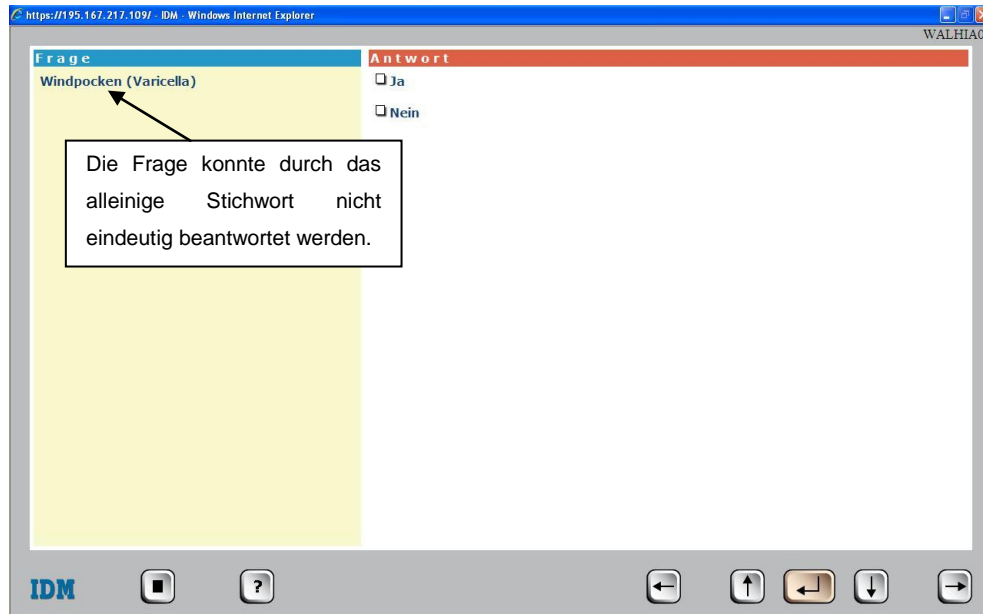 https://195.167.217.109/ - IDM - Windows Internet Explorer
WALHIA0
Frage
Antwort
Windpocken (Varicella)
Ja
Nein
Die Frage konnte durch das
alleinige Stichwort nicht
eindeutig beantwortet werden.
IDM
?